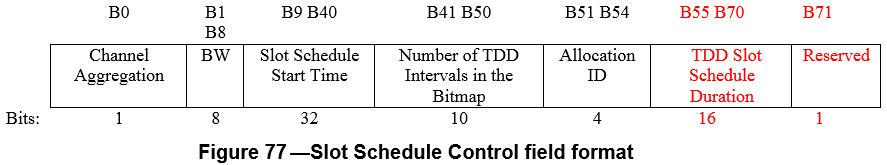 B0 B1 B9 B40 B41 B50 B51 B54 B55 B70 B71
B8
Channel BW Slot Schedule Number of TDD Allocation TDD Slot Reserved
Aggregation Start Time Intervals in the ID Schedule
Bitmap Duration
Bits: 1 8 32 10 4 16 1
Figure 77 —Slot Schedule Control field format